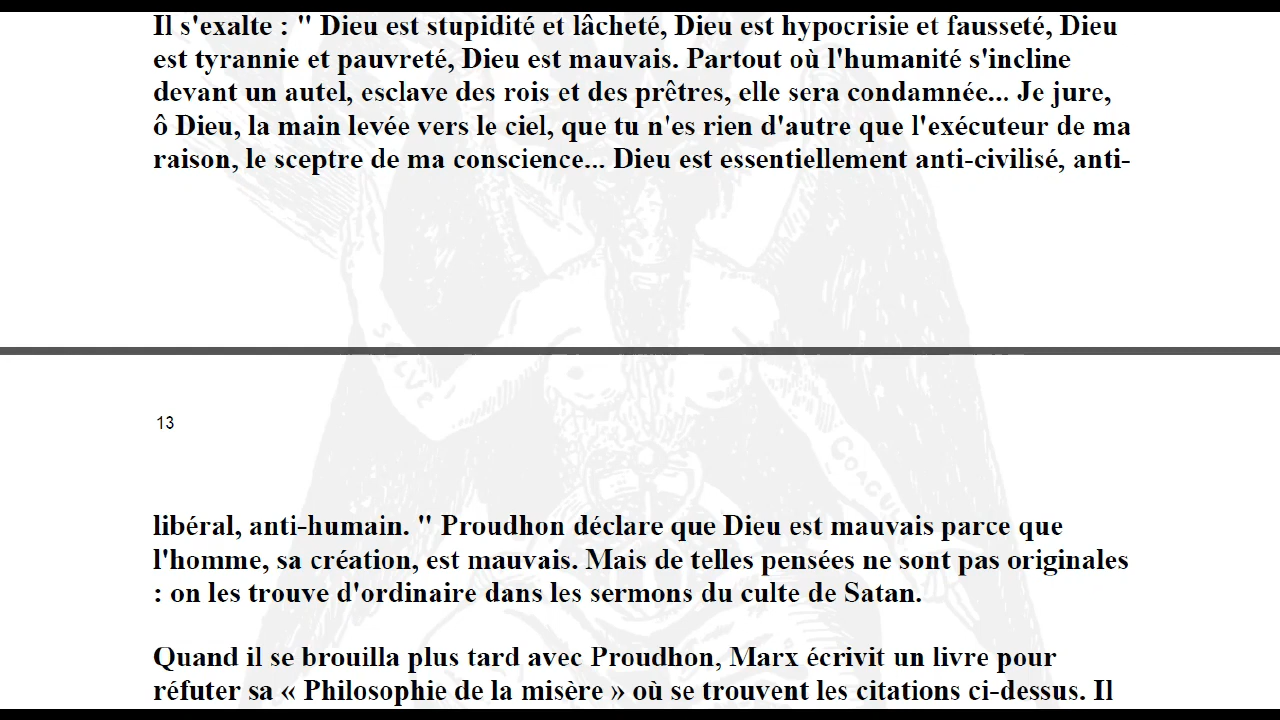 Il s'exalte : " Dieu est stupidité et lâcheté, Dieu est hypocrisie et fausseté, Dieu
est tyrannie et pauvreté, Dieu est mauvais. Partout où l'humanité s'incline
devant un autel, esclave des rois et des prêtres, elle sera condamnée... Je jure,
ô Dieu, la main levée vers le ciel, que tu n'es rien d'autre que l'exécuteur de ma
raison, le sceptre de ma conscience... Dieu est essentiellement anti-civilisé, anti-
SOLVE
13
COAGUL
libéral, anti-humain. " Proudhon déclare que Dieu est mauvais parce que
l'homme, sa création, est mauvais. Mais de telles pensées ne sont pas originales
: on les trouve d'ordinaire dans les sermons du culte de Satan.
Quand il se brouilla plus tard avec Proudhon, Marx écrivit un livre pour
réfuter sa « Philosophie de la misère » où se trouvent les citations ci-dessus. Il